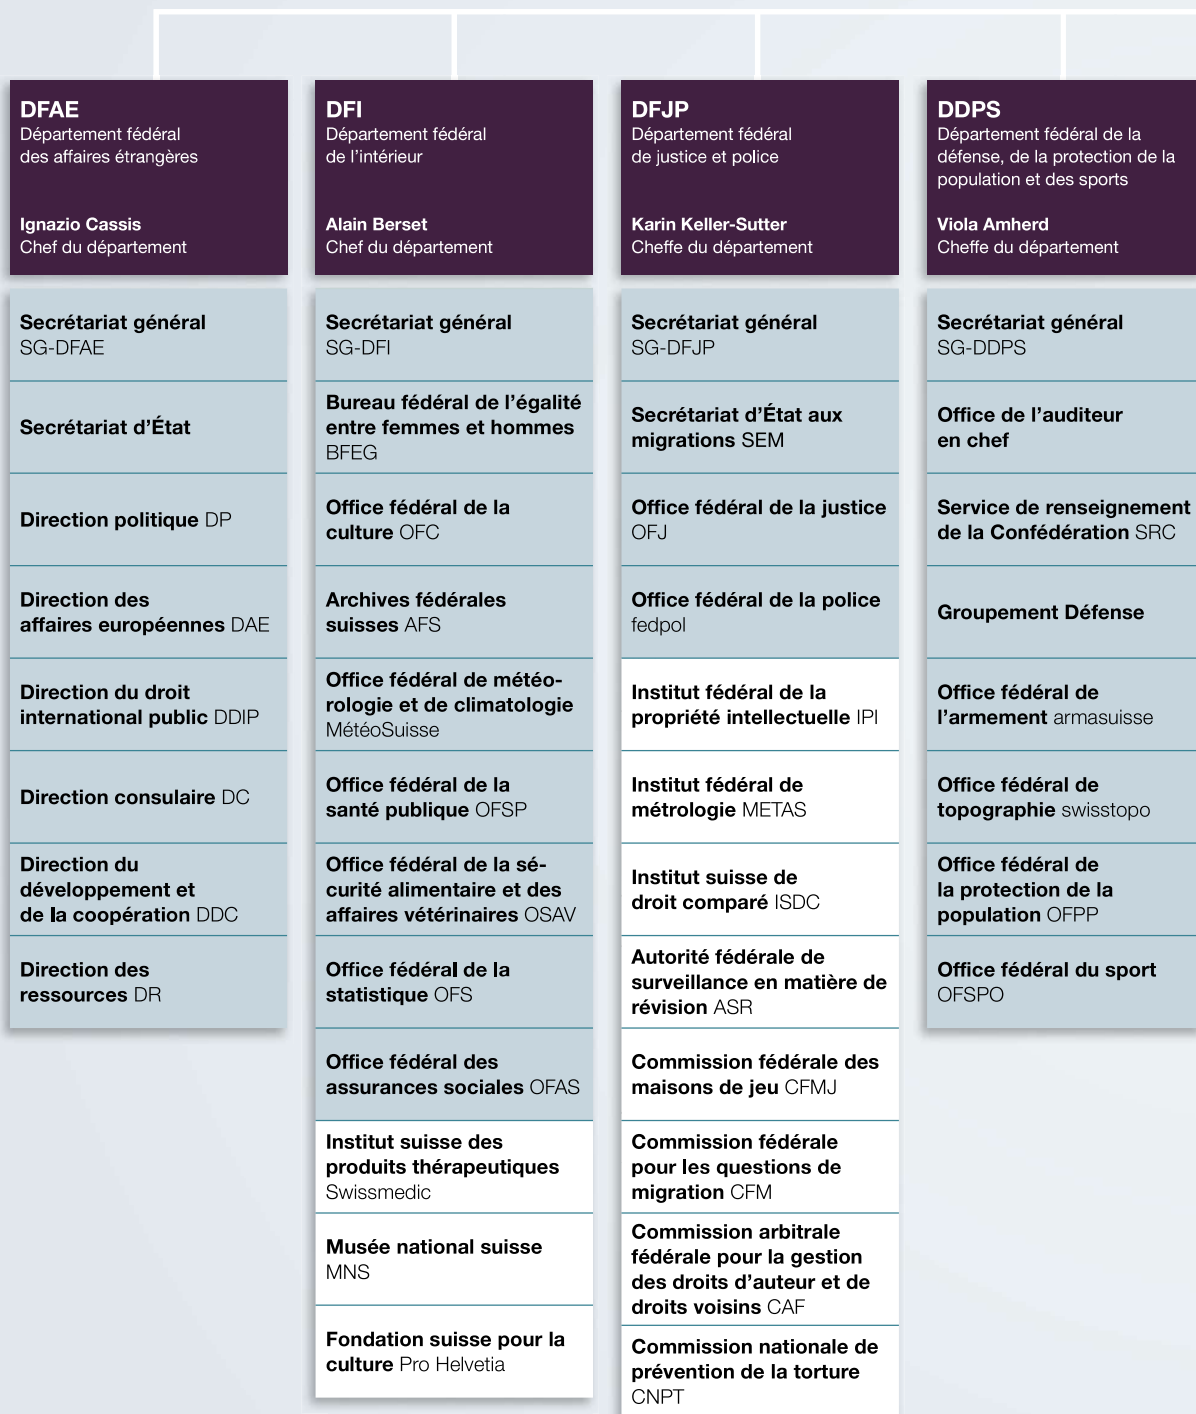 DFAE
Département fédéral
des affaires étrangères
Ignazio Cassis
Chef du département
Secrétariat général
SG-DFAE
Secrétariat d’État
Direction politique DP
Direction des
affaires européennes DAE
Direction du droit
international public DDIP
Direction consulaire DC
Direction du
développement et
de la coopération DDC
Direction des
ressources DR
DFI
Département fédéral
de l’intérieur
Alain Berset
Chef du département
Secrétariat général
SG-DFI
Bureau fédéral de l’égalité
entre femmes et hommes
BFEG
Office fédéral de la
culture OFC
Archives fédérales
suisses AFS
Office fédéral de météo-
rologie et de climatologie
MétéoSuisse
Office fédéral de la
santé publique OFSP
Office fédéral de la sé-
curité alimentaire et des
affaires vétérinaires OSAV
Office fédéral de la
statistique OFS
Office fédéral des
assurances sociales OFAS
Institut suisse des
produits thérapeutiques
Swissmedic
Musée national suisse
MNS
Fondation suisse pour la
culture Pro Helvetia
DFJP
Département fédéral
de justice et police
Karin Keller-Sutter
Cheffe du département
Secrétariat général
SG-DFJP
Secrétariat d’État aux
migrations SEM
Office fédéral de la justice
OFJ
Office fédéral de la police
fedpol
Institut fédéral de la
propriété intellectuelle IPI
Institut fédéral de
métrologie METAS
Institut suisse de
droit comparé ISDC
Autorité fédérale de
surveillance en matière de
révision ASR
Commission fédérale des
maisons de jeu CFMJ
Commission fédérale
pour les questions de
migration CFM
Commission arbitrale
fédérale pour la gestion
des droits d’auteur et de
droits voisins CAF
Commission nationale de
prévention de la torture
CNPT
DDPS
Département fédéral de la
défense, de la protection de la
population et des sports
Viola Amherd
Cheffe du département
Secrétariat général
SG-DDPS
Office de l’auditeur
en chef
Service de renseignement
de la Confédération SRC
Groupement Défense
Office fédéral de
l’armement armasuisse
Office fédéral de
topographie swisstopo
Office fédéral de
la protection de la
population OFPP
Office fédéral du sport
OFSPO